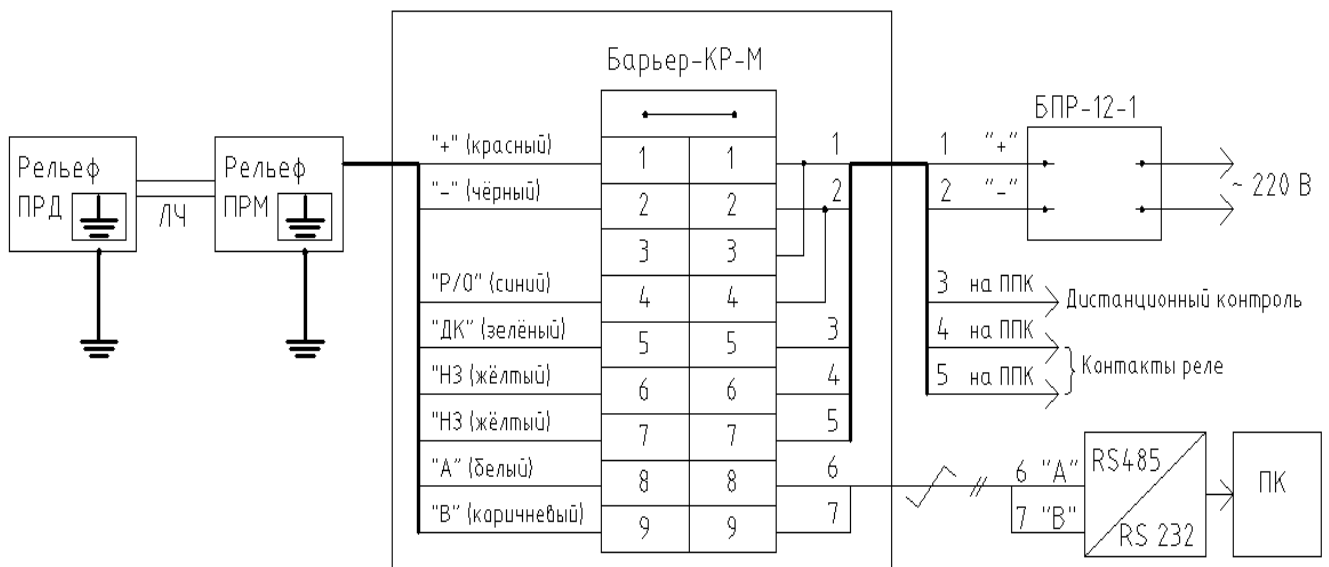 Барьер-КР-М
БПР-12-1
Рельеф
ПРД
ЛЧ
Рельеф
ПРМ
"+" (красный)
"-" (чёрный)
"Р/О" (синий)
"ДК" (зелёный)
"НЗ (жёлтый)
"НЗ (жёлтый)
"А" (белый)
"В" (каричневый)
1 1
2 2
3 3
4 4
5 5
6 6
7 7
8 8
9 9
1
2
3
4
5
6
7
1 "+"
2 "-"
~ 220 В
3 на ППК
Дистанционный контроль
4 на ППК
5 на ППК
Контакты реле
6 "А"
7 "В"
RS485
RS 232
ПК